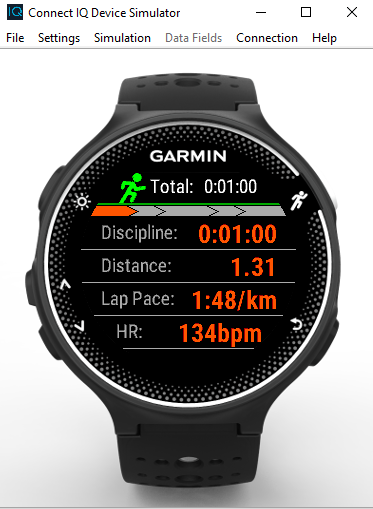 IQ Connect IQ Device Simulator
File Settings Simulation Data Fields Connection Help
GARMIN
Total: 0:01:00
Discipline: 0:01:00
Distance: 1.31
Lap Pace: 1:48/km
HR: 134bpm